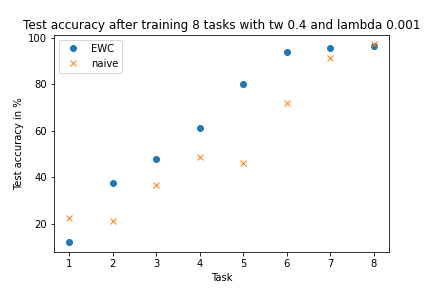 Test accuracy after training 8 tasks with tw 0.4 and lambda 0.001
EWC
naive
Test accuracy in %
100
80
60
40
20
1 2 3 4 5 6 7 8
Task